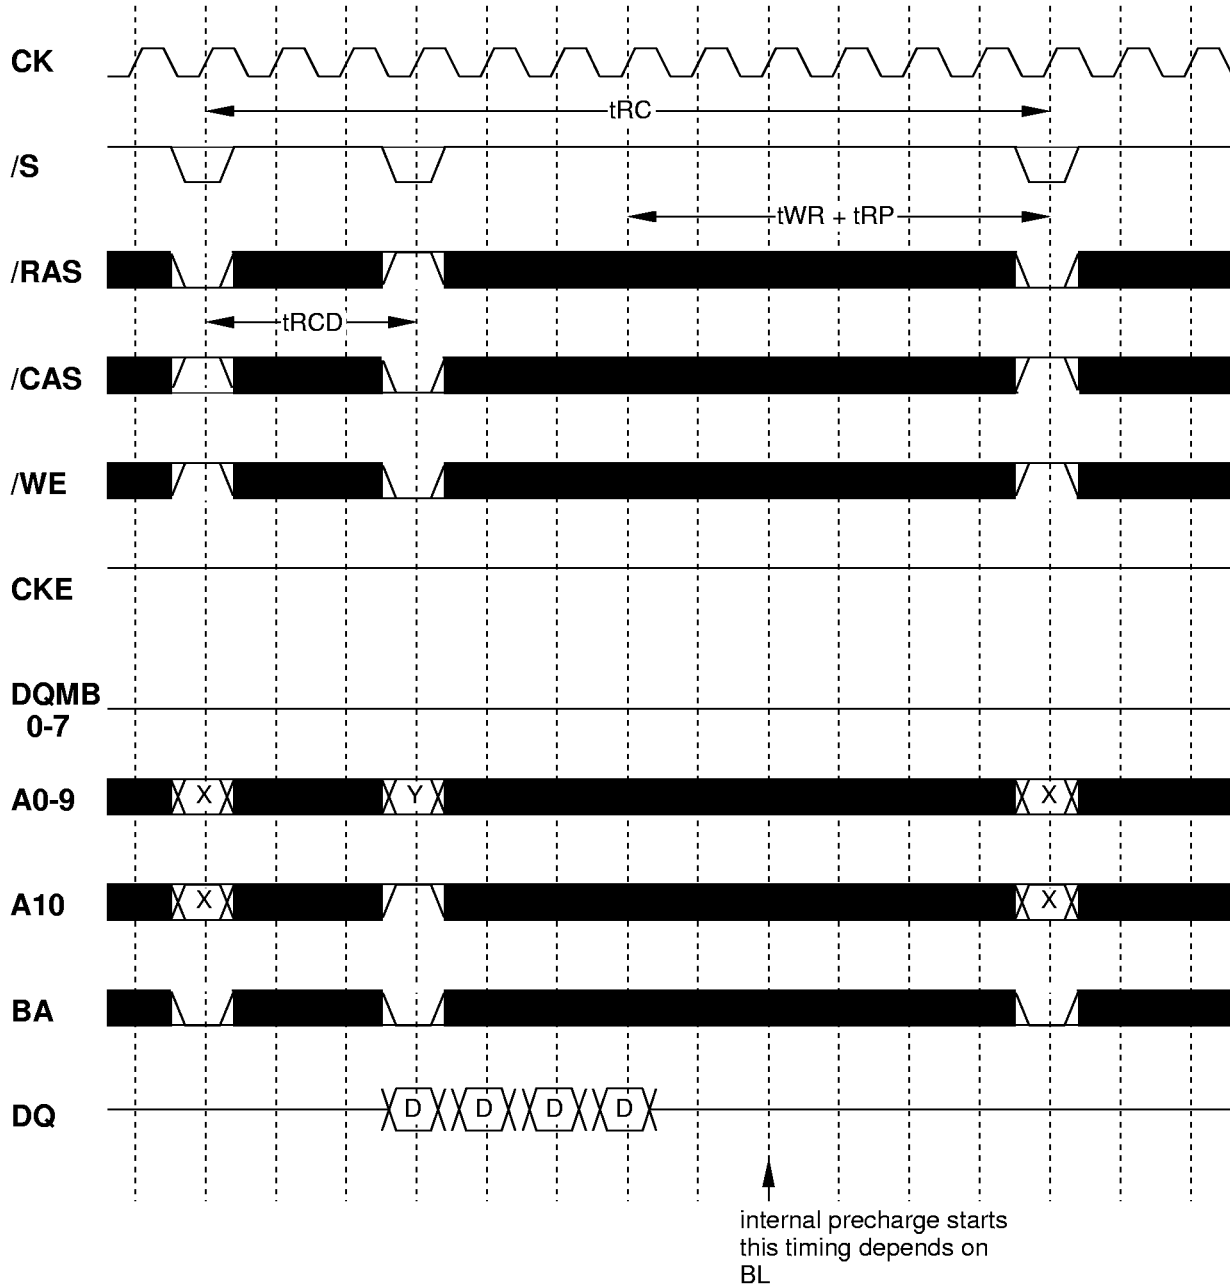 CK
tRC
/S
tWR + tRP
/RAS
tRCD
/CAS
/WE
CKE
DQMB
0-7
A0-9 X Y X
A10 X X
BA
DQ D D D D
internal precharge starts
this timing depends on
BL